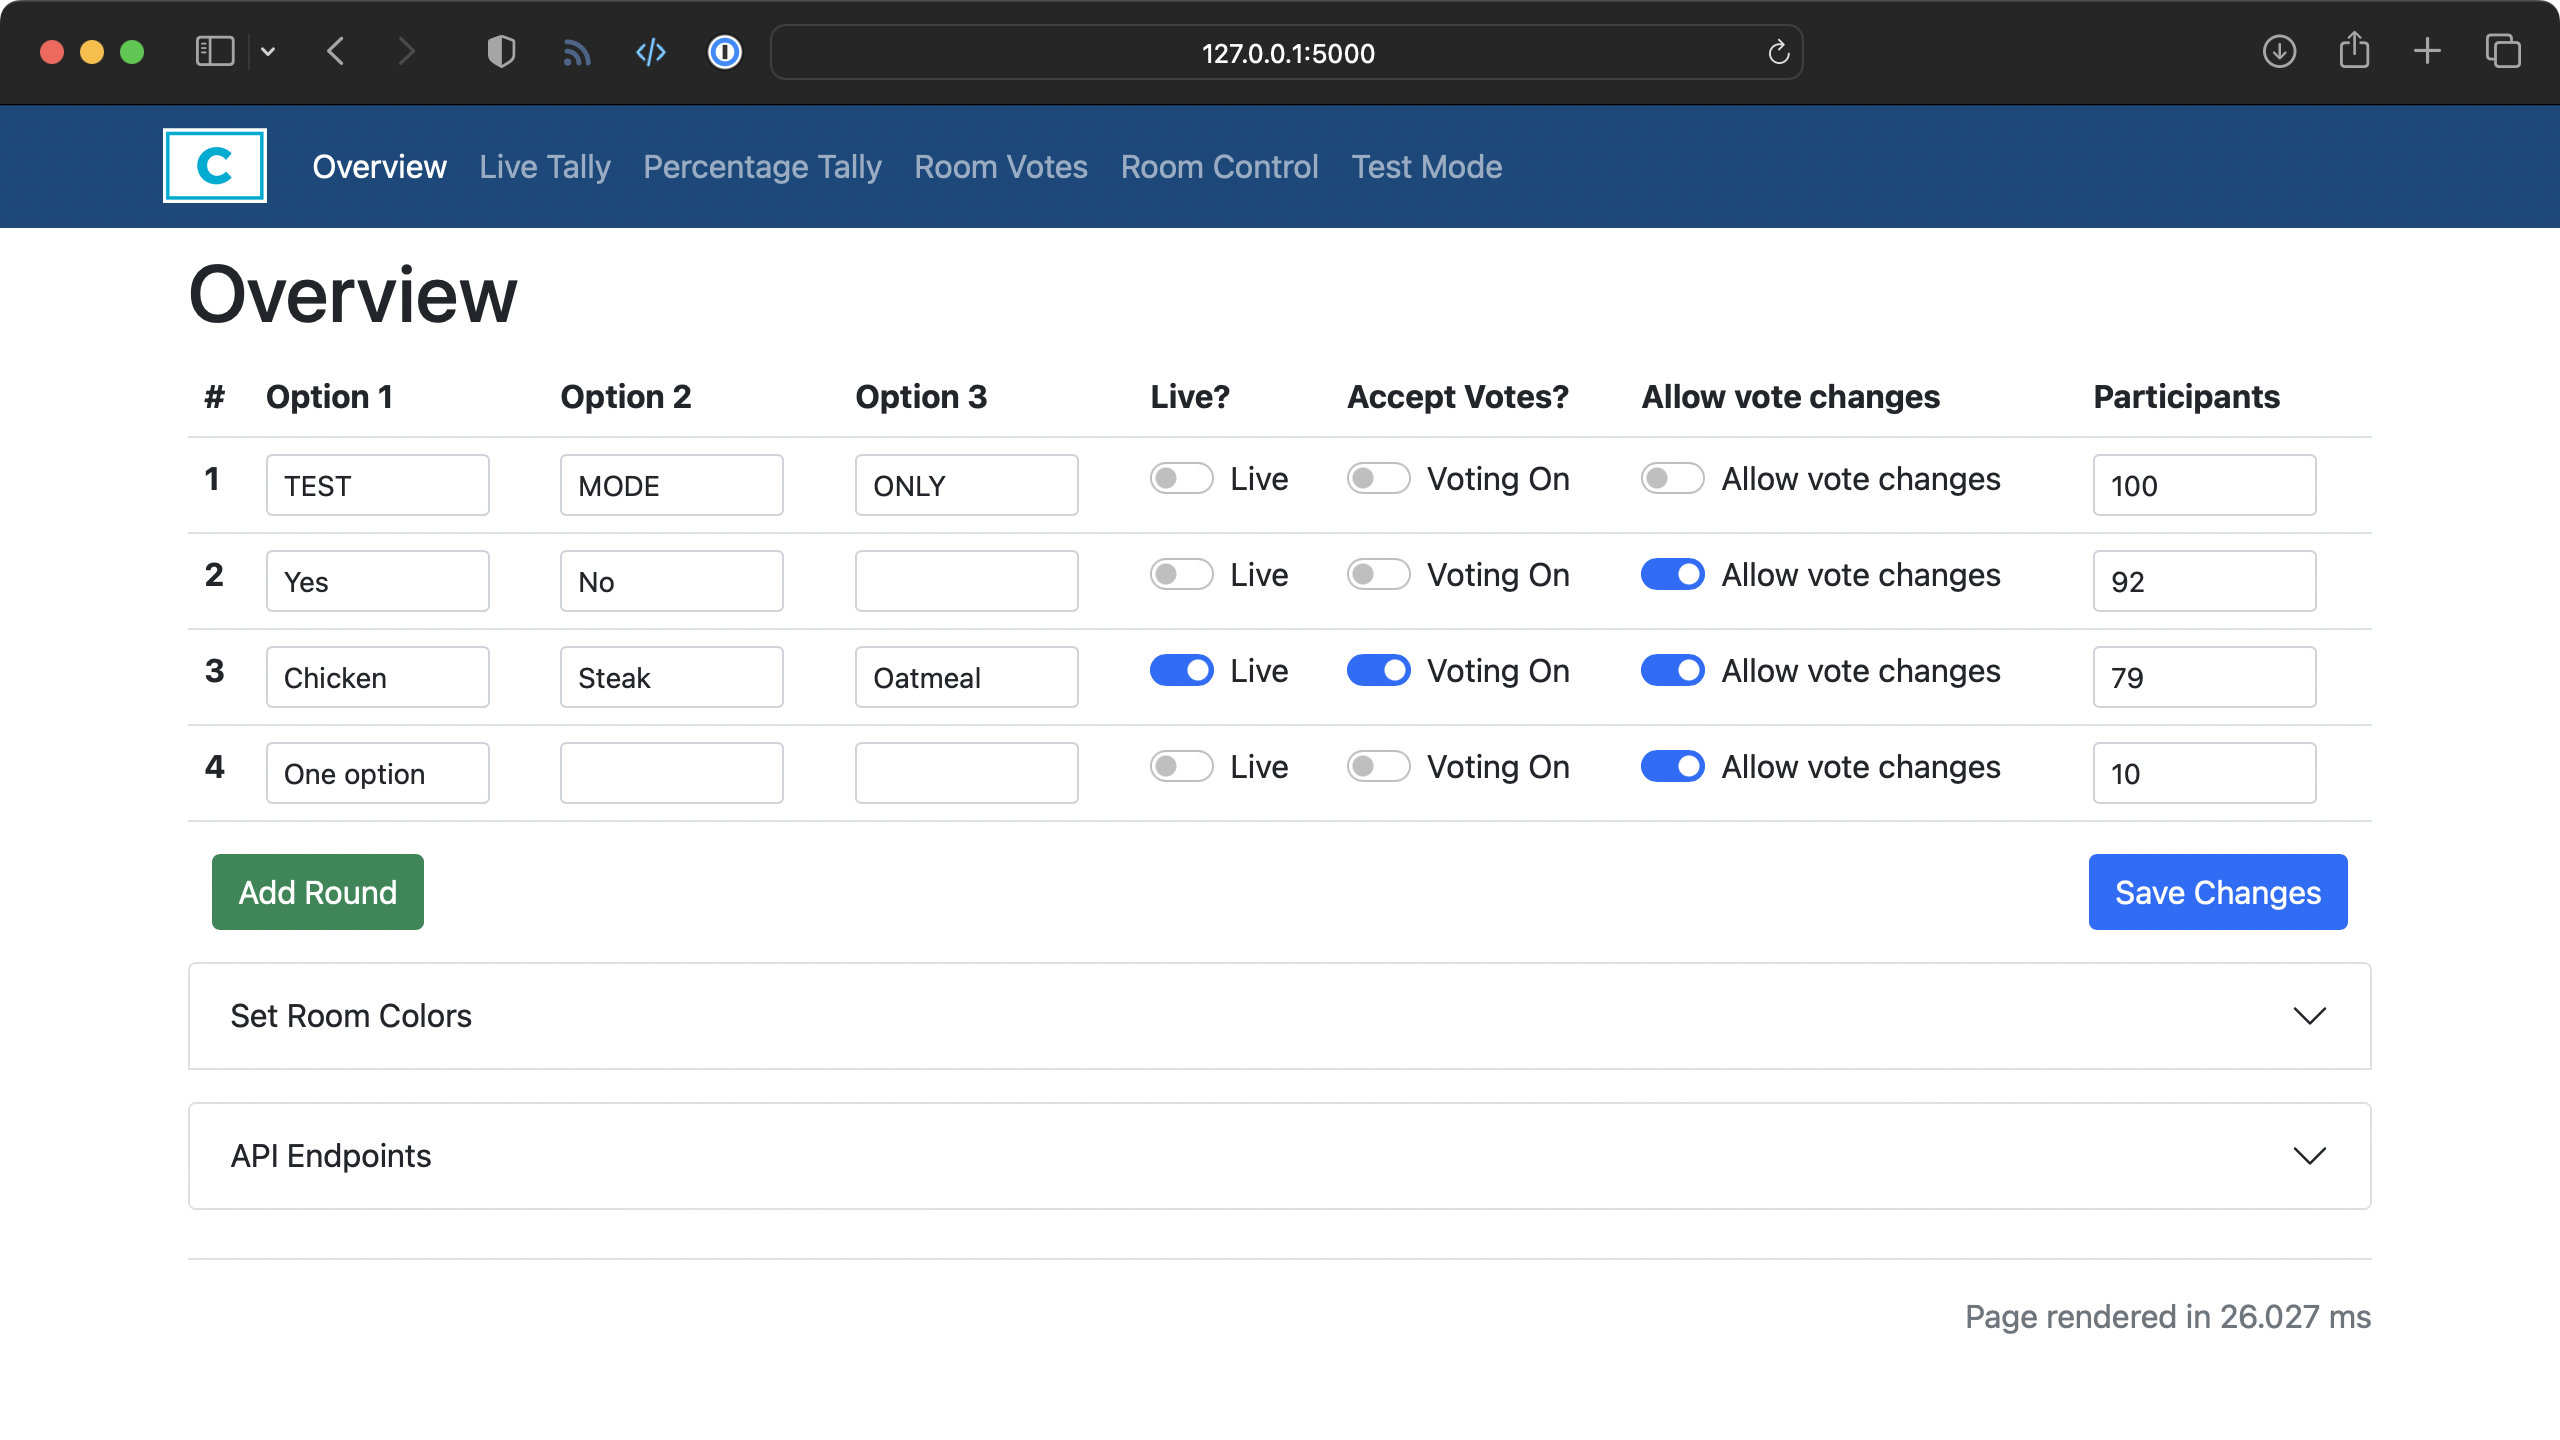 127.0.0.1:5000
C Overview Live Tally Percentage Tally Room Votes Room Control Test Mode
Overview
# Option 1 Option 2 Option 3 Live? Accept Votes? Allow vote changes Participants
1 TEST MODE ONLY Live Voting On Allow vote changes 100
2 Yes No Live Voting On Allow vote changes 92
3 Chicken Steak Oatmeal Live Voting On Allow vote changes 79
4 One option Live Voting On Allow vote changes 10
Add Round Save Changes
Set Room Colors
API Endpoints
Page rendered in 26.027 ms